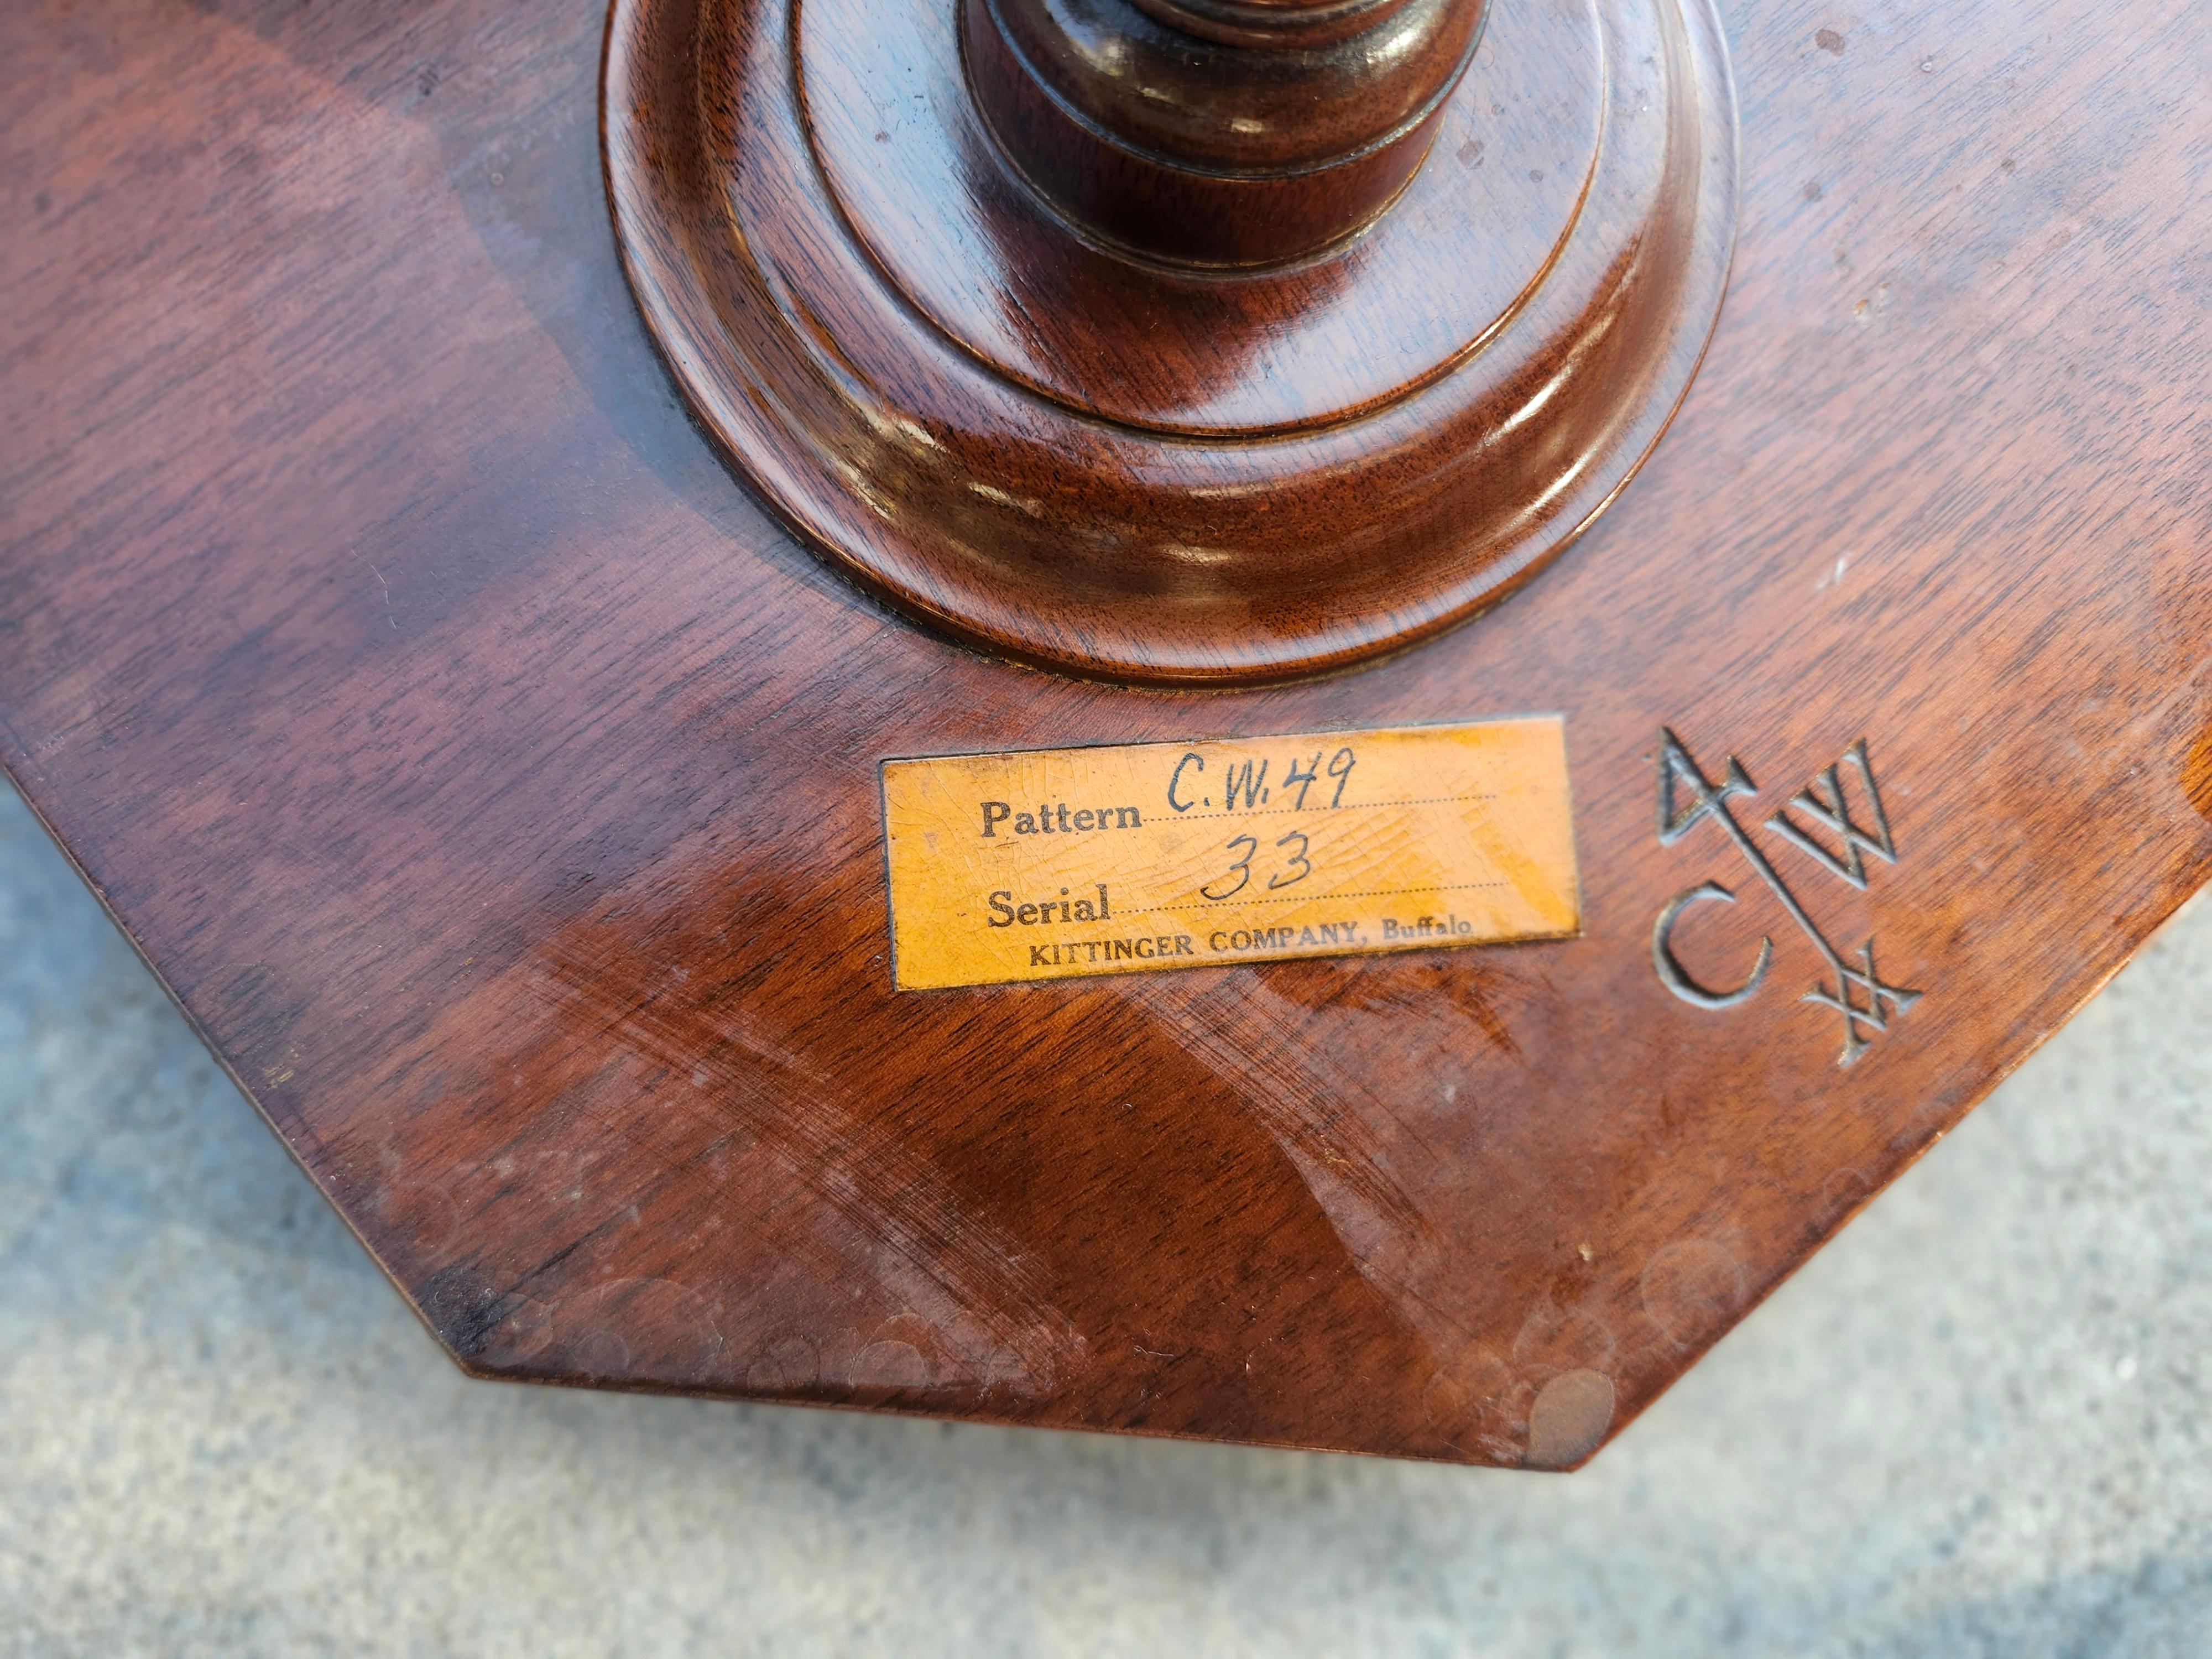 Pattern C.W.49
Serial 33
KITTINGER COMPANY, Buffalo
CW